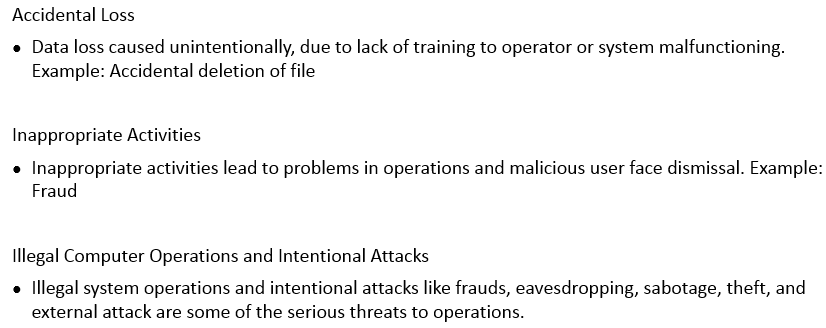 Accidental Loss
• Data loss caused unintentionally, due to lack of training to operator or system malfunctioning.
Example: Accidental deletion of file
Inappropriate Activities
• Inappropriate activities lead to problems in operations and malicious user face dismissal. Example:
Fraud
Illegal Computer Operations and Intentional Attacks
• Illegal system operations and intentional attacks like frauds, eavesdropping, sabotage, theft, and
external attack are some of the serious threats to operations.